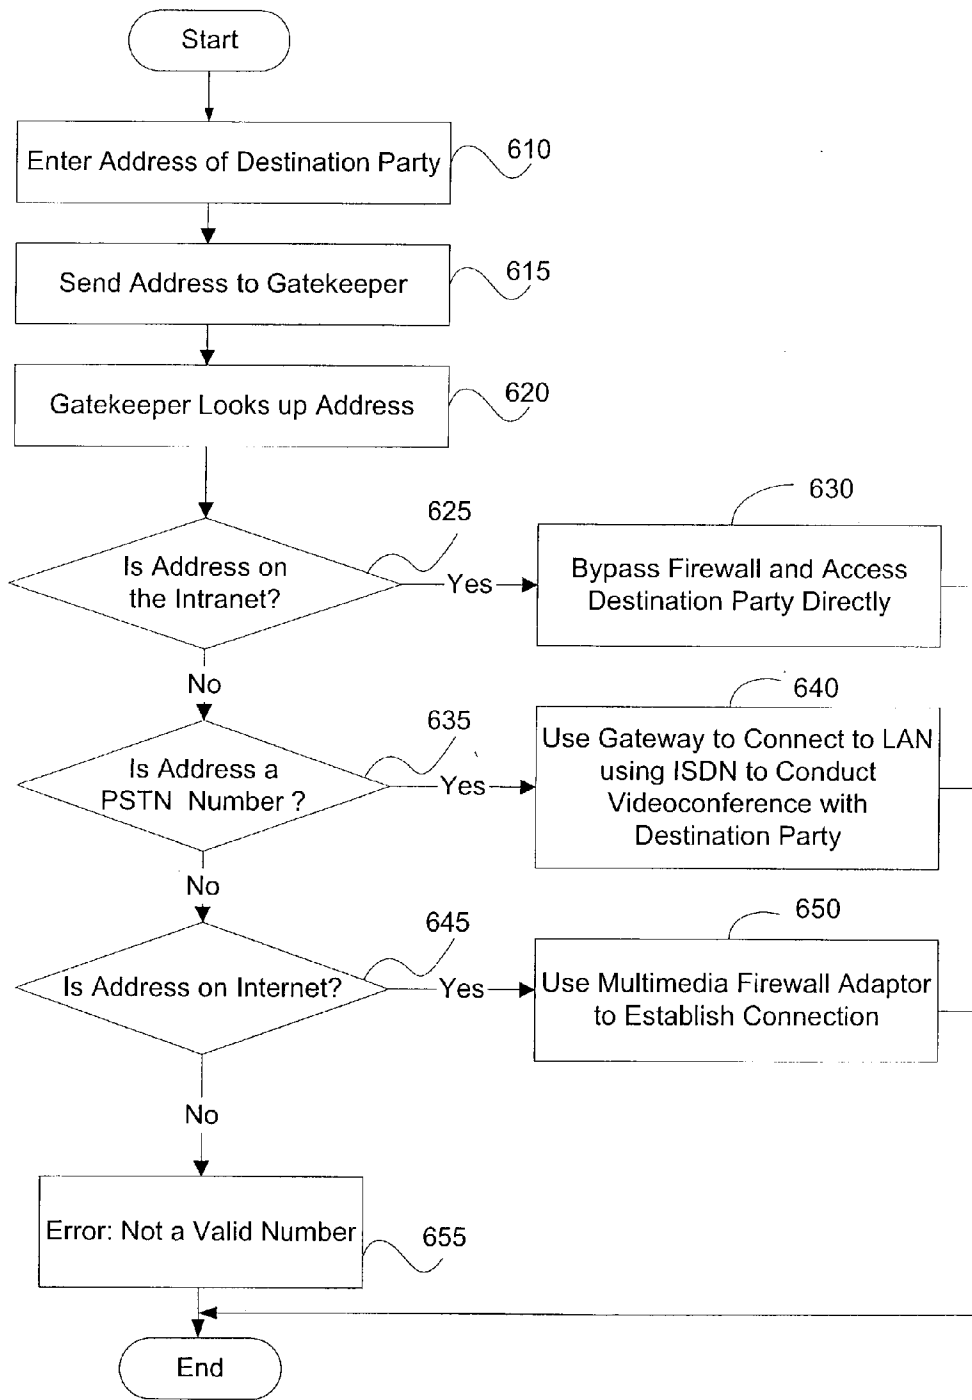 Start
Enter Address of Destination Party
610
Send Address to Gatekeeper
615
Gatekeeper Looks up Address
620
Is Address on
the Intranet?
625
Yes
630
Bypass Firewall and Access
Destination Party Directly
No
Is Address a
PSTN Number ?
635
Yes
640
Use Gateway to Connect to LAN
using ISDN to Conduct
Videoconference with
Destination Party
No
Is Address on Internet?
645
Yes
650
Use Multimedia Firewall Adaptor
to Establish Connection
No
Error: Not a Valid Number
655
End